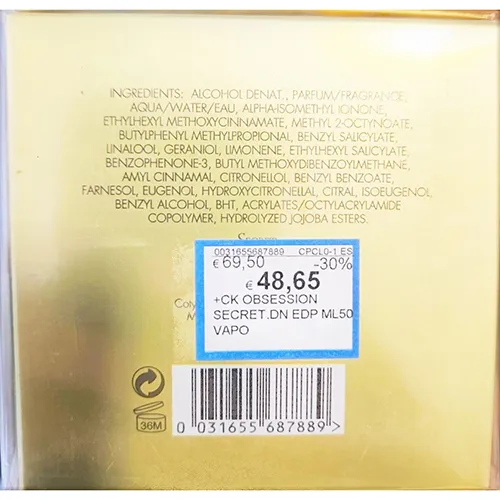 INGREDIENTS: ALCOHOL DENAT., PARFUM/FRAGRANCE,
AQUA/WATER/EAU, ALPHA-ISOMETHYL IONONE,
ETHYLHEXYL METHOXYCINNAMATE, METHYL 2-OCTYNOATE,
BUTYLPHENYL METHYLPROPIONAL, BENZYL SALICYLATE,
LINALOOL, GERANIOL, LIMONENE, ETHYLHEXYL SALICYLATE,
BENZOPHENONE-3, BUTYL METHOXYDIBENZOYLMETHANE,
AMYL CINNAMAL, CITRONELLOL, BENZYL BENZOATE,
FARNESOL, EUGENOL, HYDROXYCITRONELLAL, CITRAL, ISOEUGENOL,
BENZYL ALCOHOL, BHT, ACRYLATES/OCTYLACRYLAMIDE
COPOLYMER, HYDROLYZED JOJOBA ESTERS.
0031655687889 CPCL0-1 ES
€ 69,50 -30%
€ 48,65
+CK OBSESSION
SECRET.DN EDP ML50
VAPO
36M
0 031655 687889 >